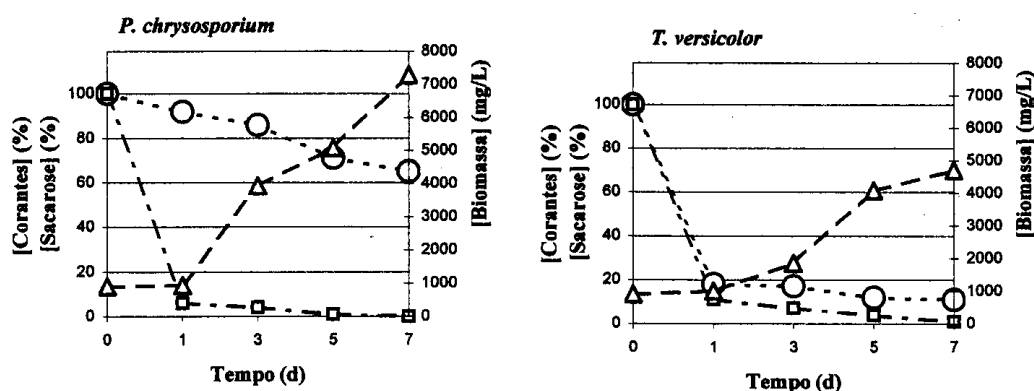 P. chrysosporium
[Corantes] (%)
[Sacarose] (%)
100
80
60
40
20
0
8000
7000
6000
5000
4000
3000
2000
1000
0
[Biomassa] (mg/L)
0 1 3 5 7
Tempo (d)
T. versicolor
[Corantes] (%)
[Sacarose] (%)
100
80
60
40
20
0
8000
7000
6000
5000
4000
3000
2000
1000
0
[Biomassa] (mg/L)
0 1 3 5 7
Tempo (d)